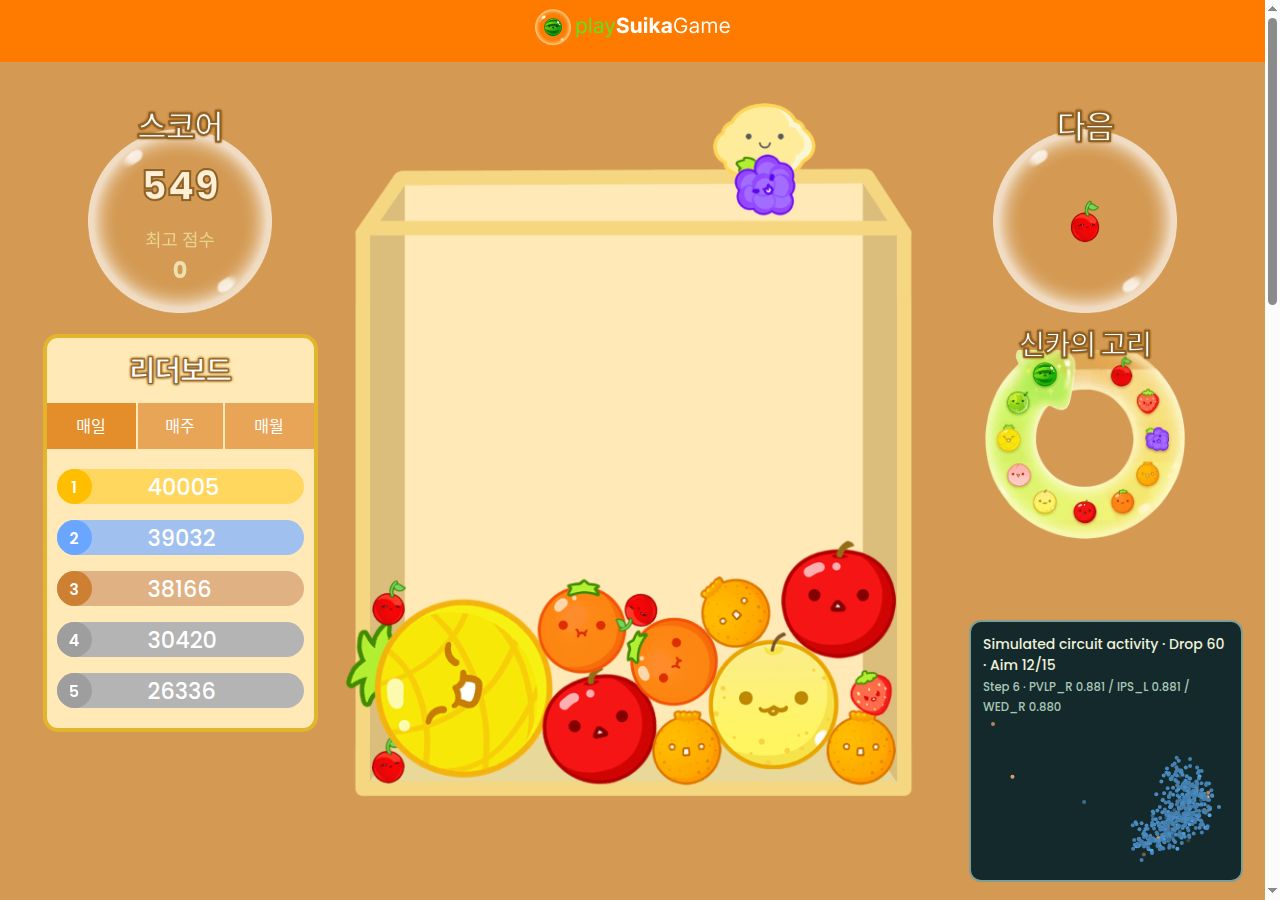 playSuikaGame
스코어
549
최고 점수
0
다음
리더보드
매일 매주 매월
1 40005
2 39032
3 38166
4 30420
5 26336
신카의 고리
Simulated circuit activity · Drop 60
· Aim 12/15
Step 6 · PVLP_R 0.881 / IPS_L 0.881 /
WED_R 0.880